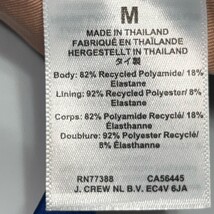 M
MADE IN THAILAND
FABRIQUÉ EN THAÏLANDE
HERGESTELLT IN THAILAND
タイ製
Body: 82% Recycled Polyamide/ 18%
Elastane
Lining: 92% Recycled Polyester/ 8%
Elastane
Corps: 82% Polyamide Recyclé/ 18%
Élasthanne
Doublure: 92% Polyester Recyclé/
8% Élasthanne
RN77388 CA56445
J. CREW NL B.V. EC4V 6JA